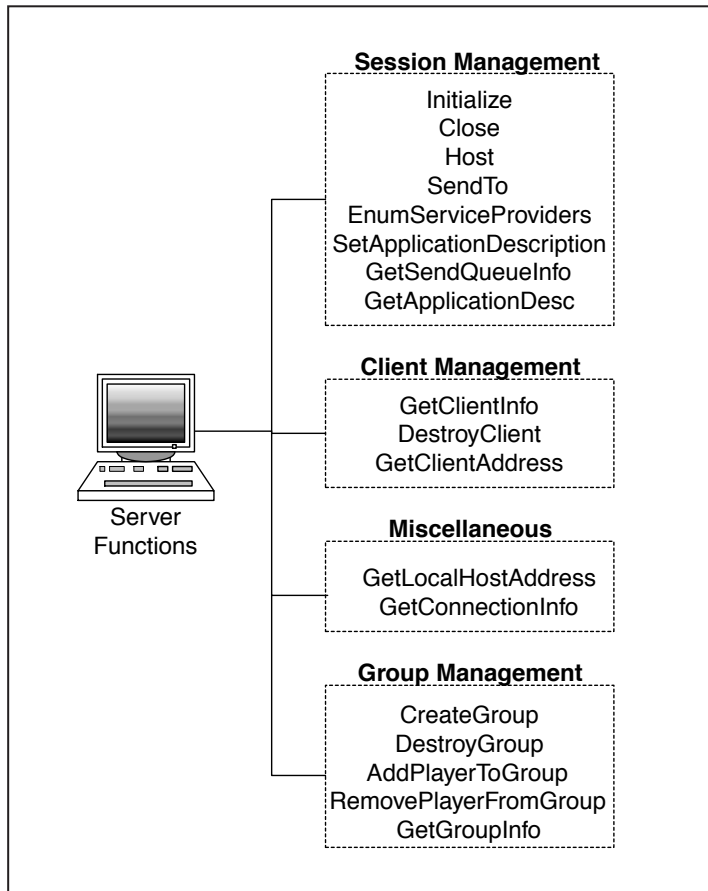 Session Management
Initialize
Close
Host
SendTo
EnumServiceProviders
SetApplicationDescription
GetSendQueueInfo
GetApplicationDesc
Client Management
GetClientInfo
DestroyClient
GetClientAddress
Server
Functions
Miscellaneous
GetLocalHostAddress
GetConnectionInfo
Group Management
CreateGroup
DestroyGroup
AddPlayerToGroup
RemovePlayerFromGroup
GetGroupInfo